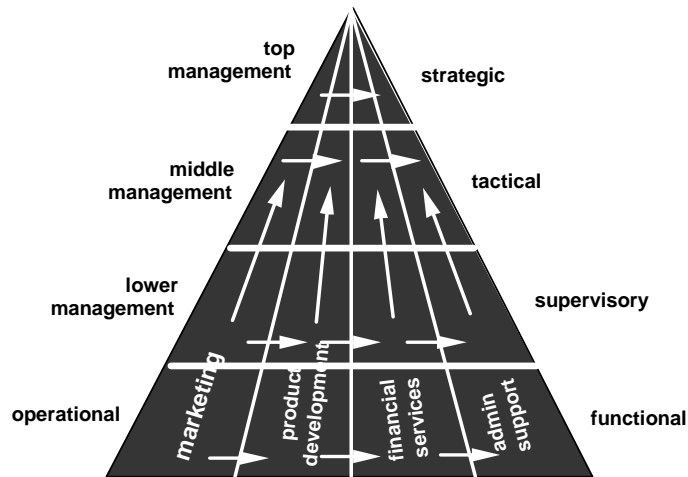 top
management
strategic
middle
management
tactical
lower
management
supervisory
operational
marketing
product
development
financial
services
admin
support
functional